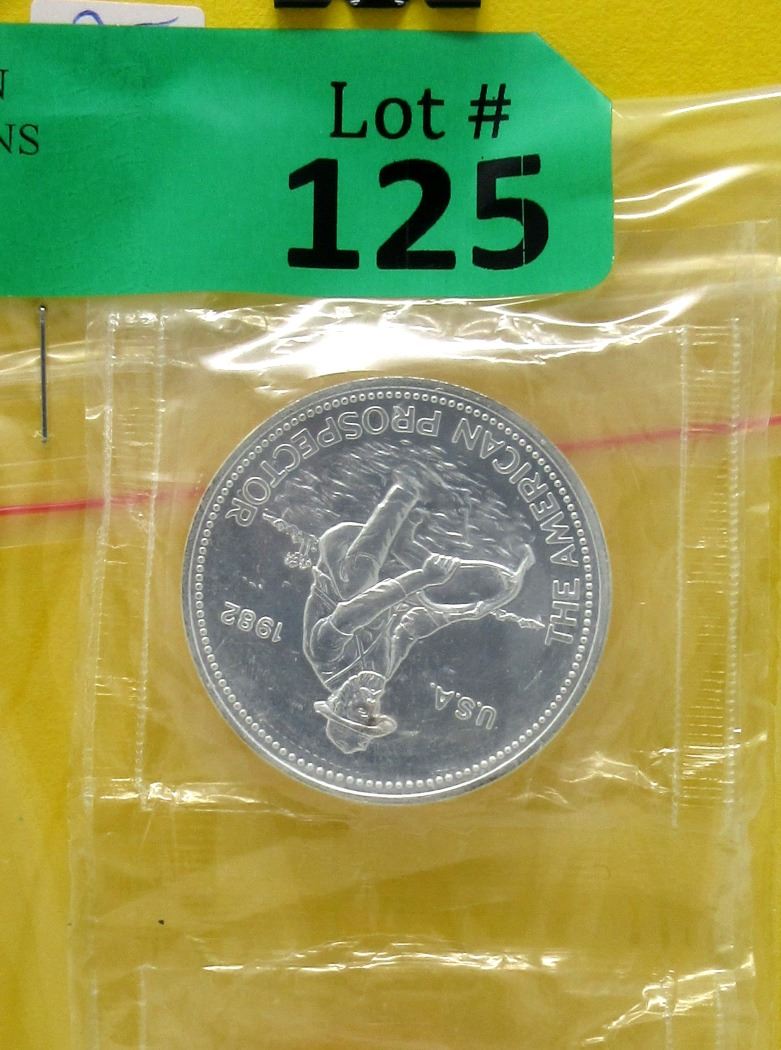 N
NS
Lot #
125
THE AMERICAN PROSPECTOR
1982
U.S.A.